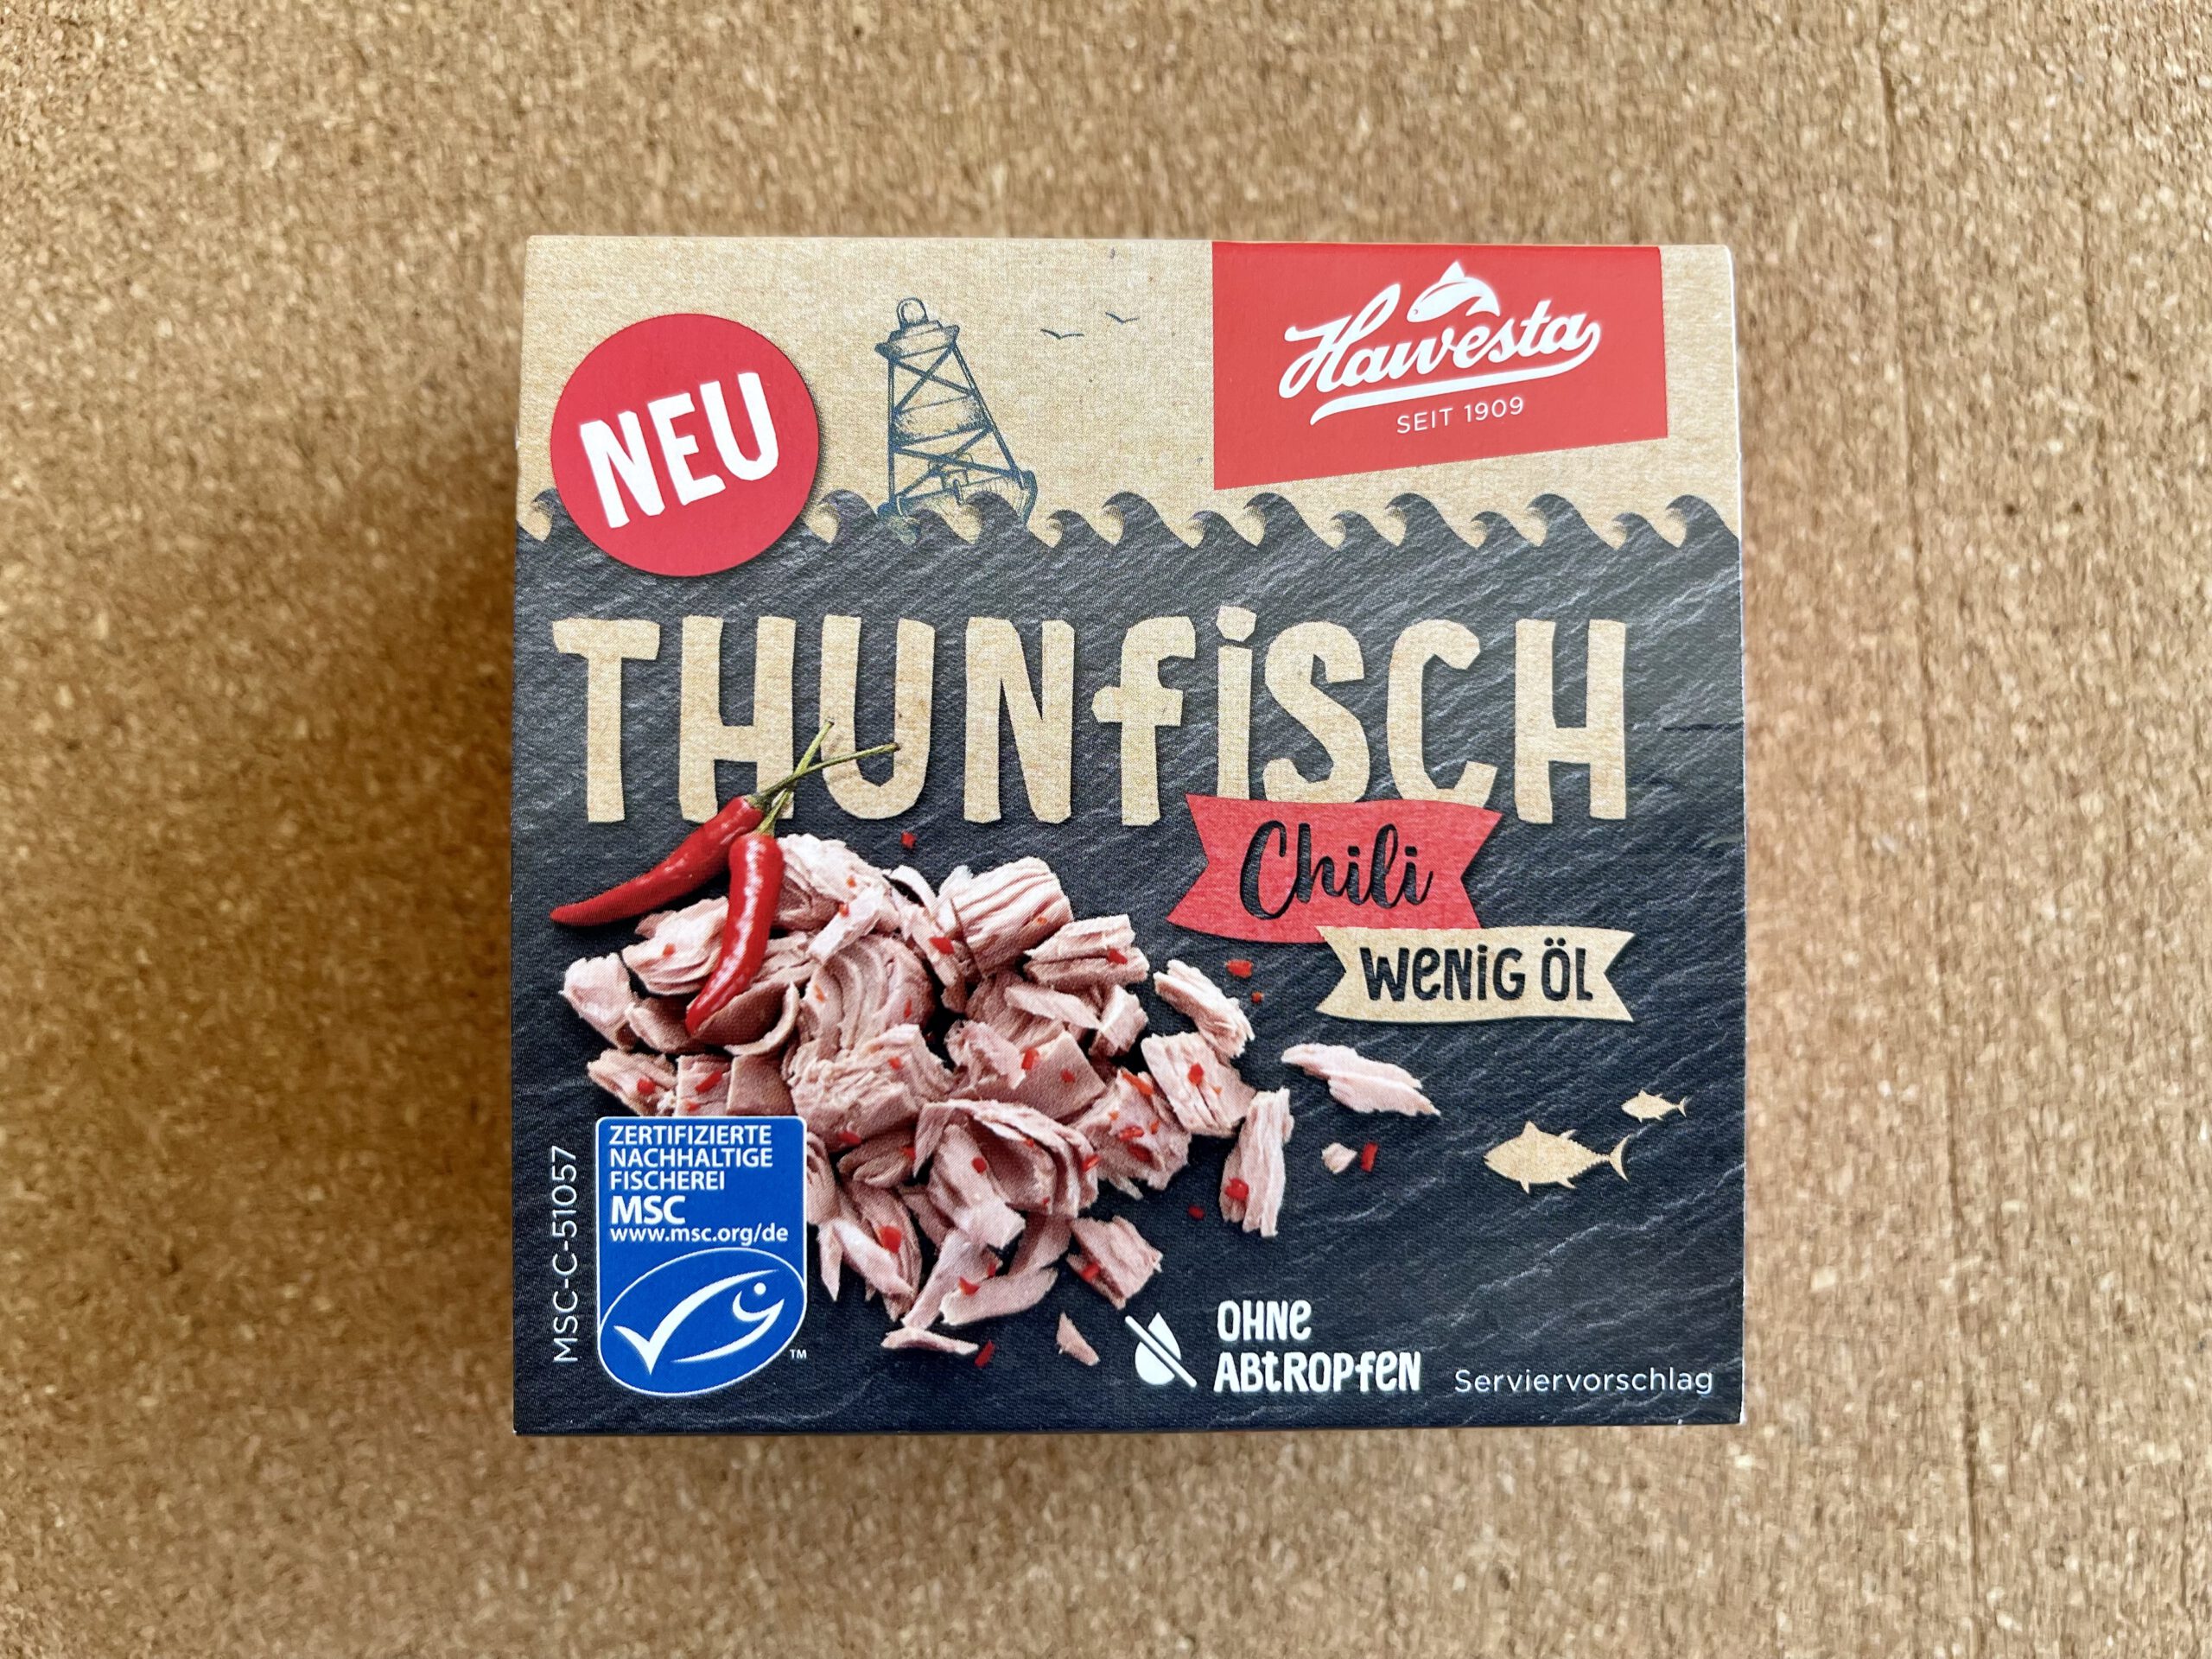 NEU
Hawesta
SEIT 1909
THUNfiSCH
Chili
WeNiG ÖL
ZERTIFIZIERTE
NACHHALTIGE
FISCHEREI
MSC
www.msc.org/de
TM
MSC-C-51057
OHNe
ABtROPfeN
Serviervorschlag